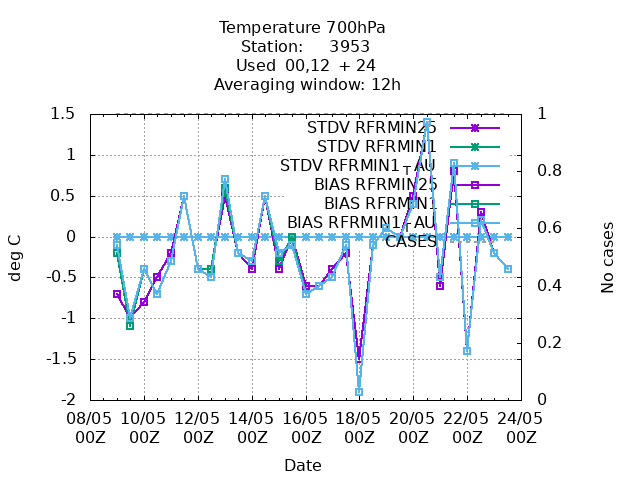 Temperature 700hPa
Station: 3953
Used 00,12 + 24
Averaging window: 12h
STDV RFRMIN25
STDV RFRMIN1
STDV RFRMIN1_AU
BIAS RFRMIN25
BIAS RFRMIN1
BIAS RFRMIN1_AU
CASES
1.5
1
0.5
0
-0.5
-1
-1.5
-2
deg C
1
0.8
0.6
0.4
0.2
0
No cases
08/05 10/05 12/05 14/05 16/05 18/05 20/05 22/05 24/05
00Z 00Z 00Z 00Z 00Z 00Z 00Z 00Z 00Z
Date